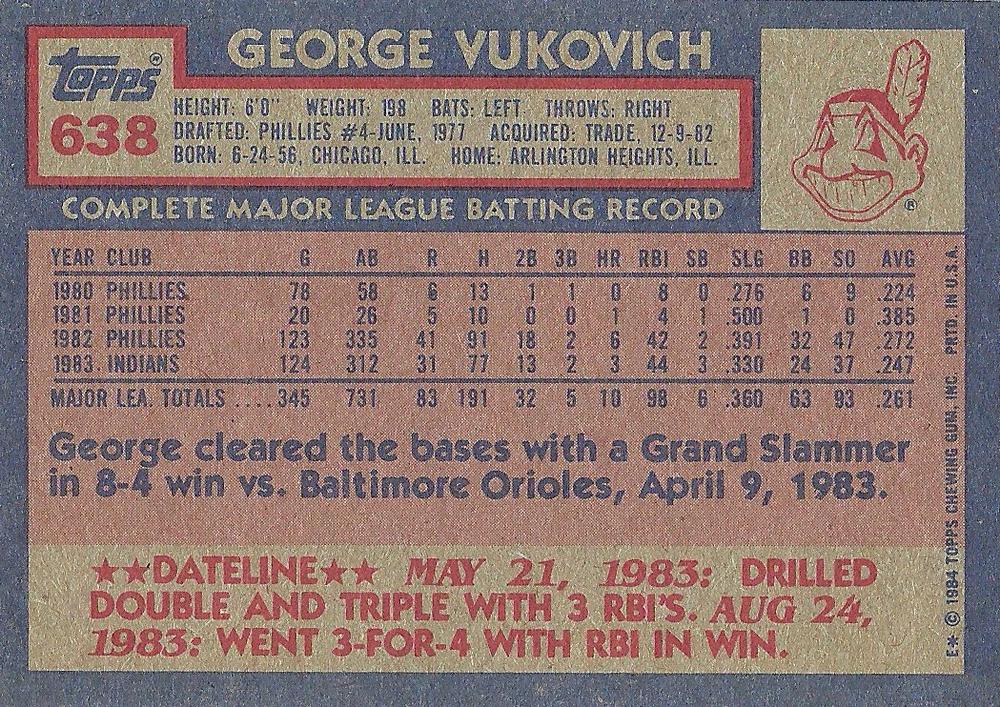 GEORGE VUKOVICH
Topps®
638
HEIGHT: 6'0" WEIGHT: 198 BATS: LEFT THROWS: RIGHT
DRAFTED: PHILLIES #4-JUNE, 1977 ACQUIRED: TRADE, 12-9-82
BORN: 6-24-56, CHICAGO, ILL. HOME: ARLINGTON HEIGHTS, ILL.
®
COMPLETE MAJOR LEAGUE BATTING RECORD
YEAR CLUB G AB R H 2B 3B HR RBI SB SLG BB SO AVG
1980 PHILLIES 78 58 6 13 1 1 0 8 0 .276 6 9 .224
1981 PHILLIES 20 26 5 10 0 0 1 4 1 .500 1 0 .385
1982 PHILLIES 123 335 41 91 18 2 6 42 2 .391 32 47 .272
1983 INDIANS 124 312 31 77 13 2 3 44 3 .330 24 37 .247
MAJOR LEA. TOTALS ....345 731 83 191 32 5 10 98 6 .360 63 93 .261
George cleared the bases with a Grand Slammer
in 8-4 win vs. Baltimore Orioles, April 9, 1983.
★★DATELINE★★ MAY 21, 1983: DRILLED
DOUBLE AND TRIPLE WITH 3 RBI'S. AUG 24,
1983: WENT 3-FOR-4 WITH RBI IN WIN.
E* © 1984 TOPPS CHEWING GUM, INC. PRTD. IN U.S.A.